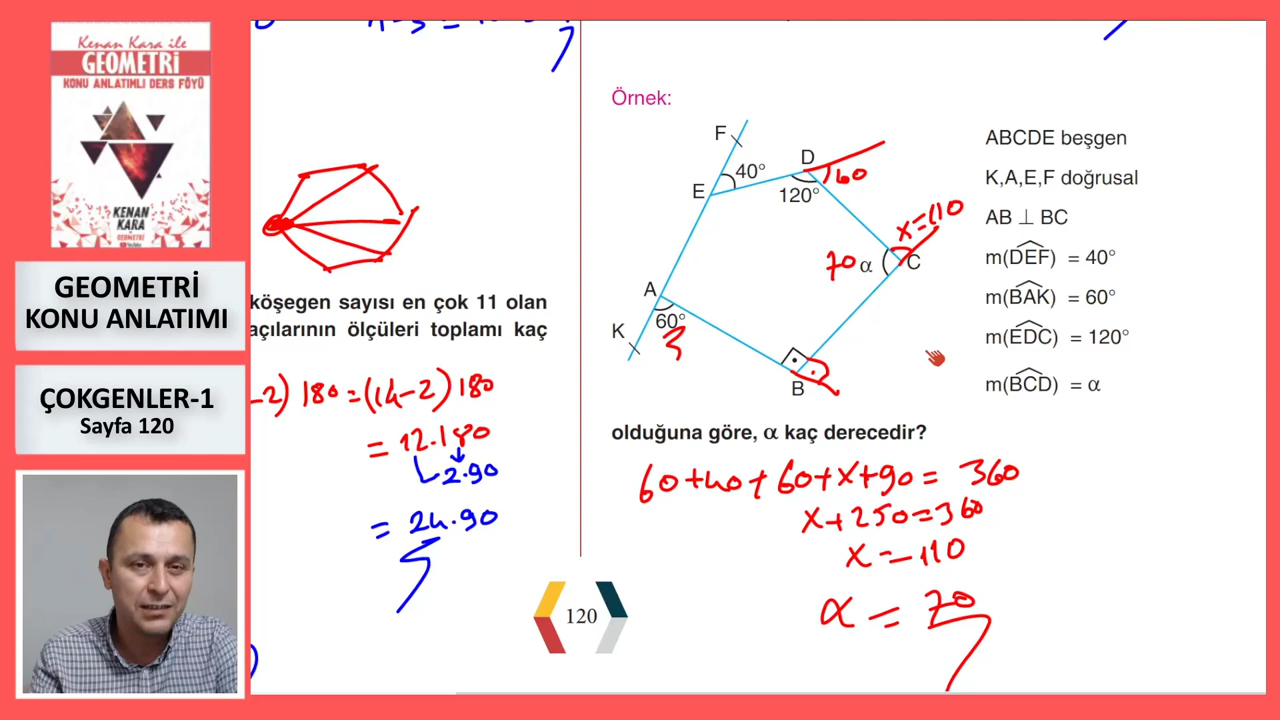 Kenan Kara ile
GEOMETRİ
KONU ANLATIMLI DERS FÖYÜ
KENAN
KARA
GEOMETRİ
GEOMETRİ
KONU ANLATIMI
ÇOKGENLER-1
Sayfa 120
köşegen sayısı en çok 11 olan
açılarının ölçüleri toplamı kaç
-2) 180 = (14-2) 180
= 12.180
2.90
= 24.90
Örnek:
F
40°
E
D
120°
60
x=110
70 α
C
A
60°
K
B
ABCDE beşgen
K,A,E,F doğrusal
AB ⊥ BC
m(DEF) = 40°
m(BAK) = 60°
m(EDC) = 120°
m(BCD) = α
olduğuna göre, α kaç derecedir?
60+40+60+x+90 = 360
x+250=360
x=110
α = 70
120